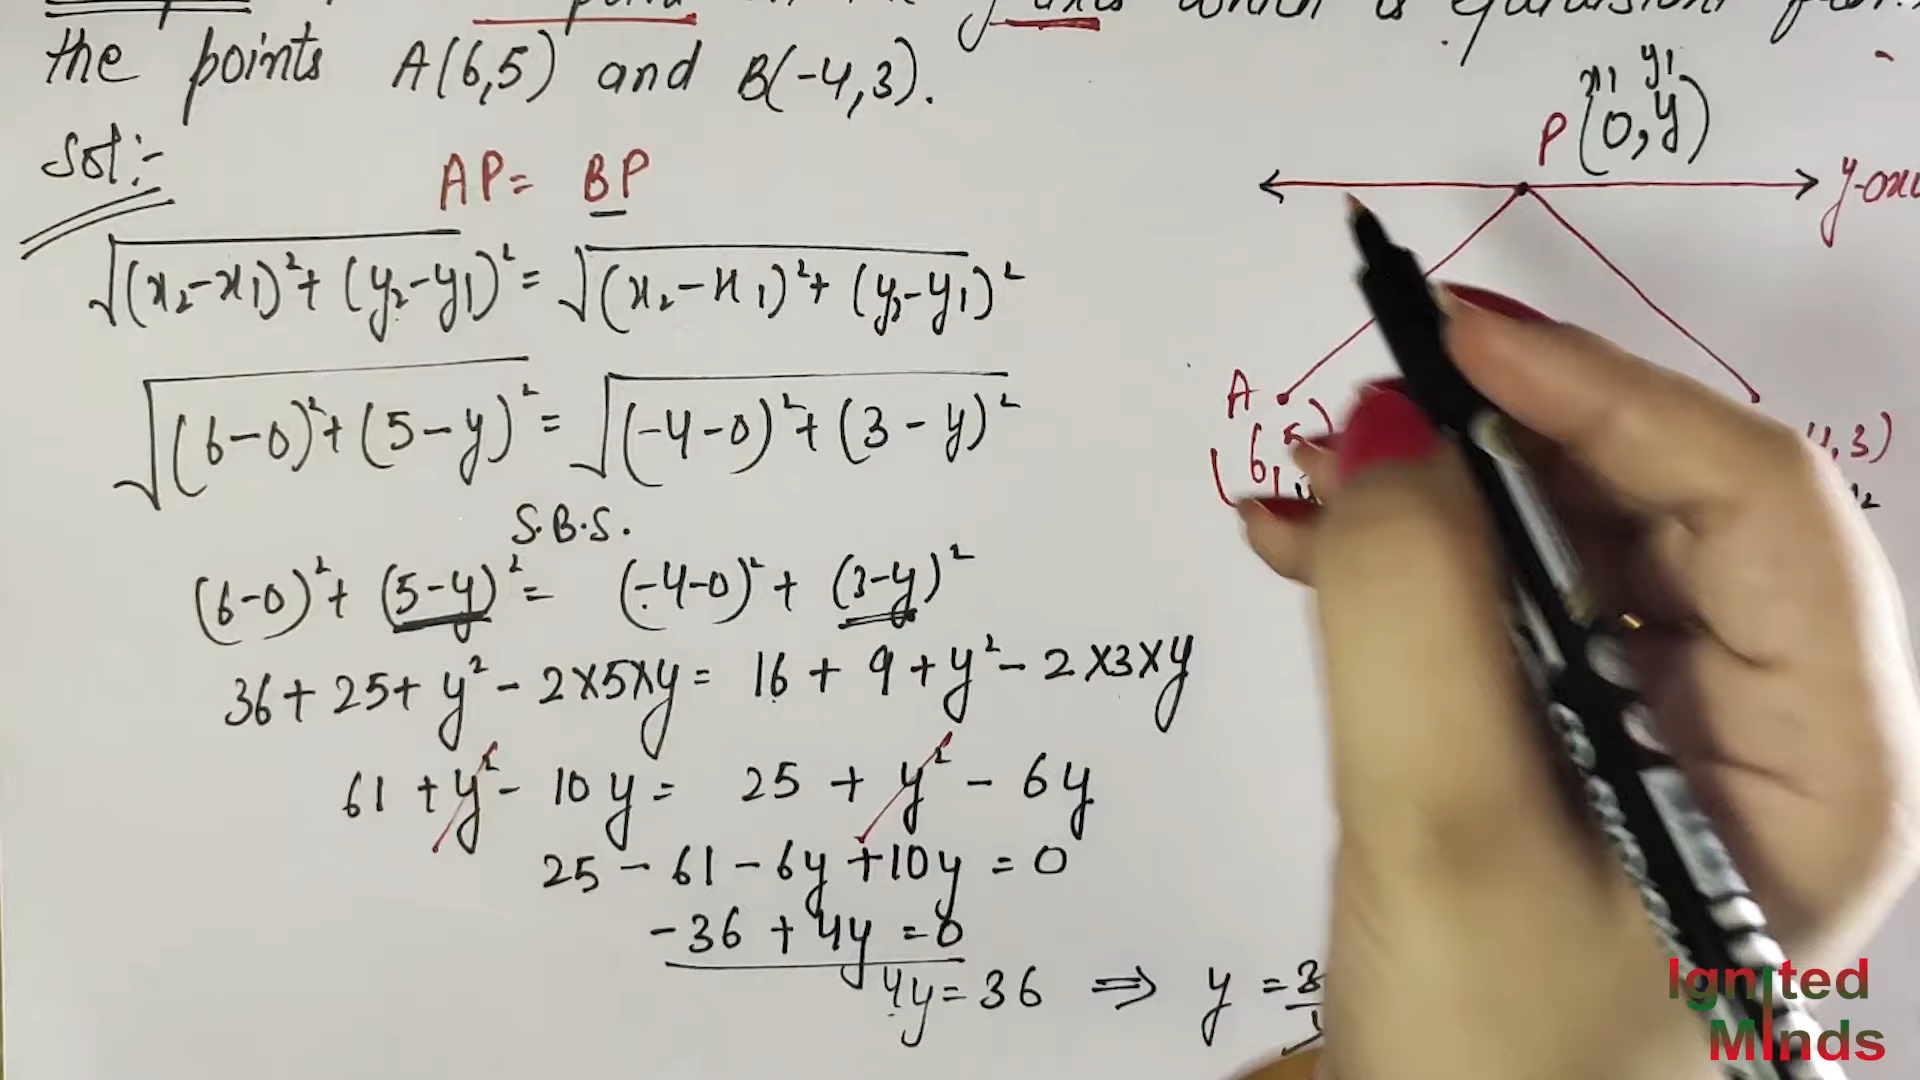 the points A(6,5) and B(-4,3).
Sol:-
AP = BP
√(x₂-x₁)²+(y₂-y₁)² = √(x₂-x₁)²+(y₂-y₁)²
√(6-0)²+(5-y)² = √(-4-0)²+(3-y)²
S.B.S.
(6-0)²+(5-y)² = (-4-0)²+(3-y)²
36+25+y²-2×5×y = 16+9+y²-2×3×y
61+y²-10y = 25+y²-6y
25-61-6y+10y=0
-36+4y=0
4y=36 ⇒ y =
x₁ y₁
P(0,y)
A
(6,
,3)
Ignited
Minds